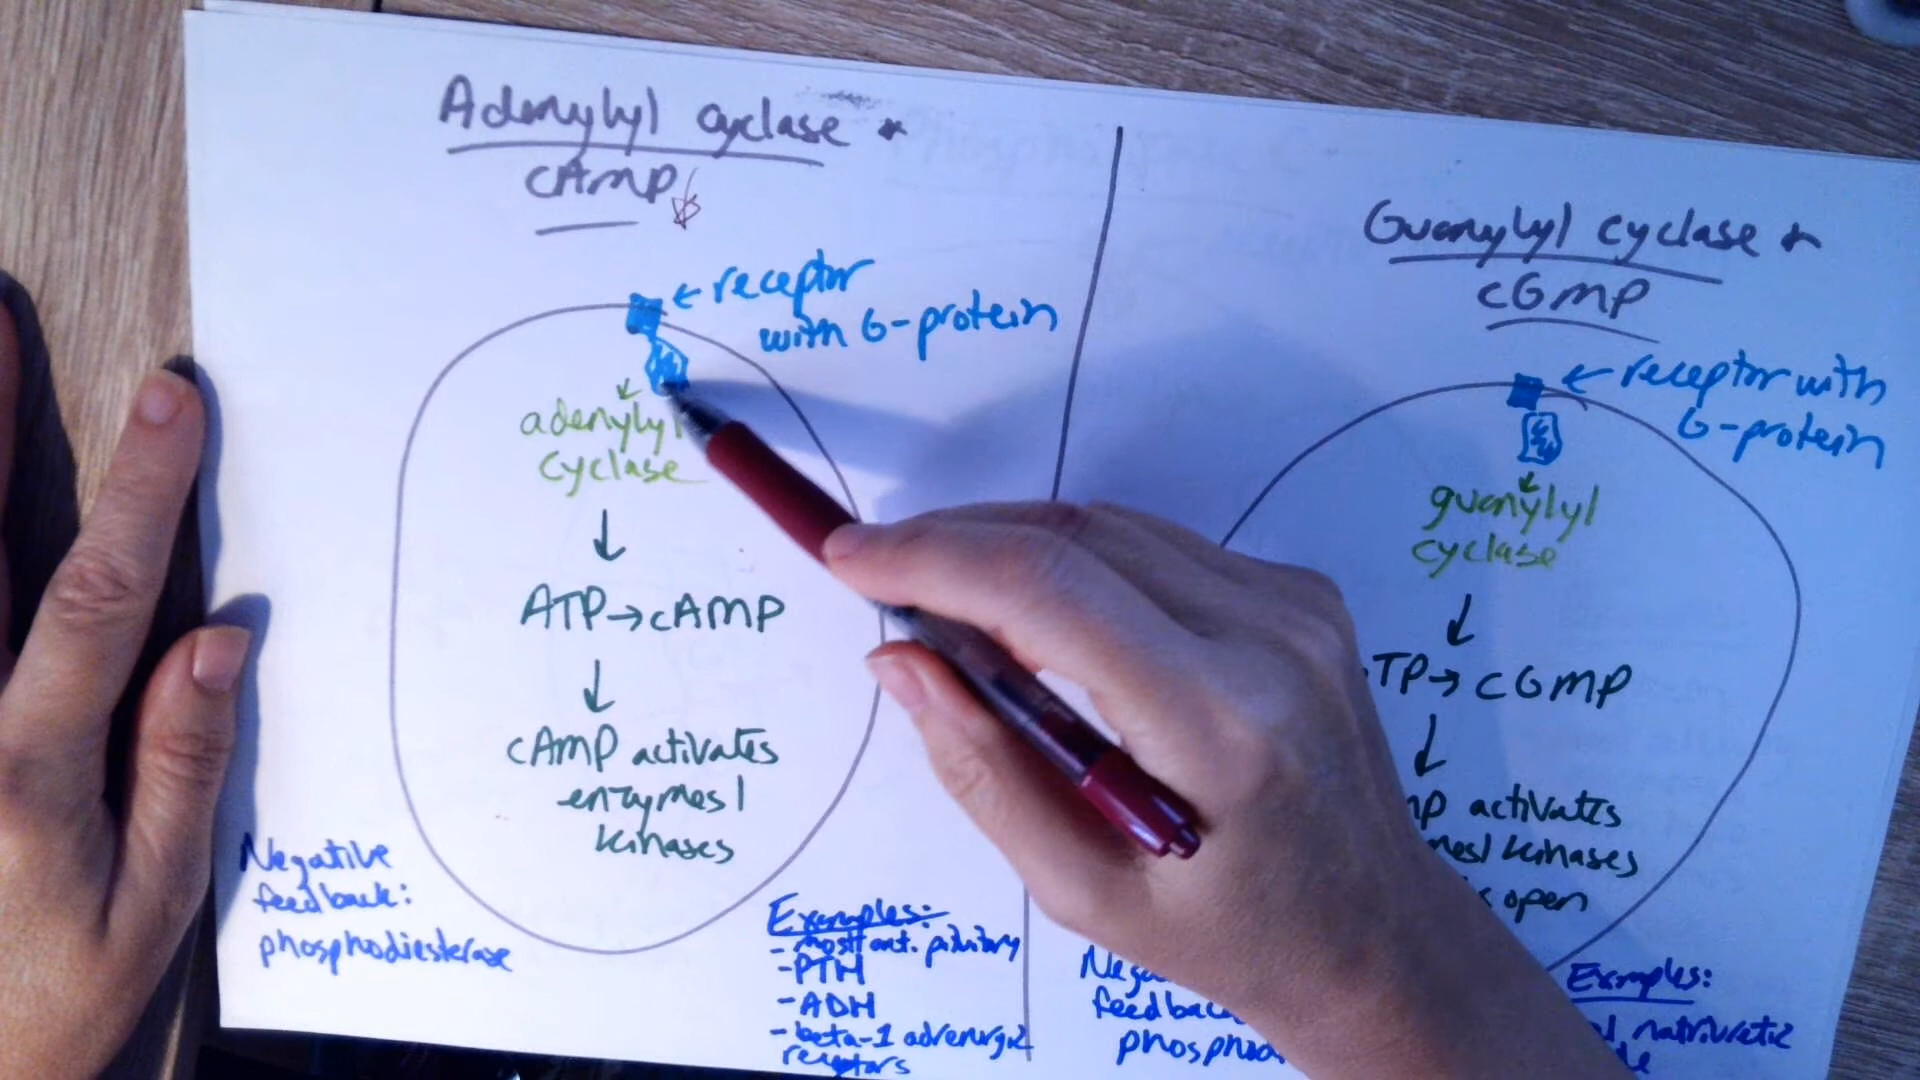 Adenylyl cyclase *
cAMP
← receptor
with G-protein
adenylyl
cyclase
ATP → cAMP
cAMP activates
enzymes/
kinases
Negative
feedback:
phosphodiesterase
Examples:
- most ant. pituitary
- PTH
- ADH
- beta-1 adrenergic
receptors
Guanylyl cyclase *
cGMP
← receptor with
G-protein
guanylyl
cyclase
TP → cGMP
activates
kinases
open
feedback
Examples:
natriuretic